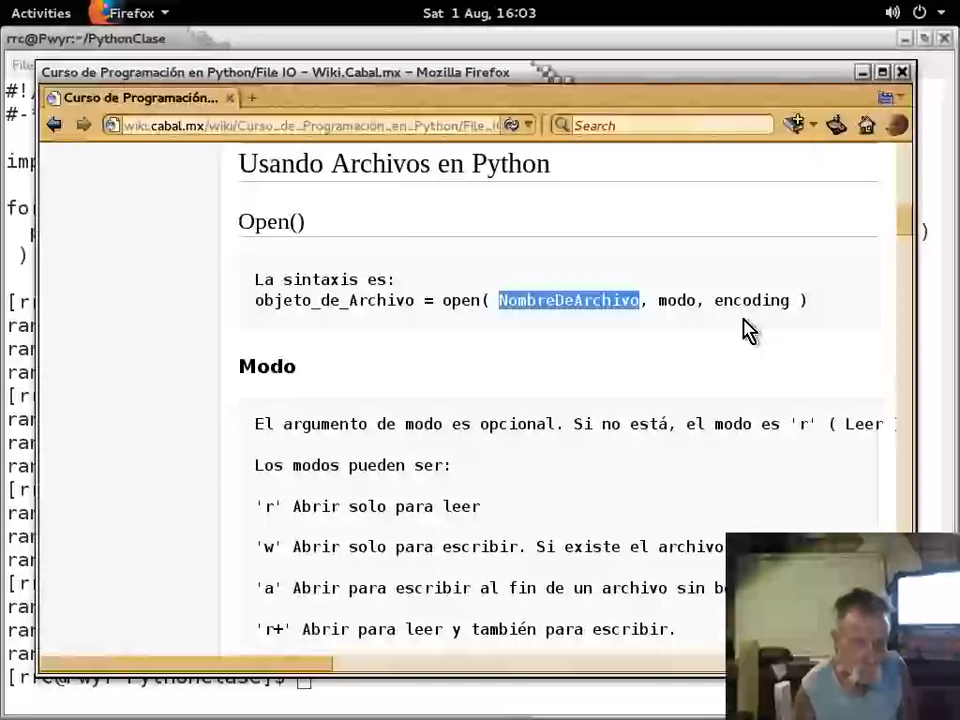 Activities Firefox Sat 1 Aug, 16:03
rrc@Pwyr:~/PythonClase
Curso de Programación en Python/File IO – Wiki.Cabal.mx – Mozilla Firefox
Curso de Programación...
wiki.cabal.mx/wiki/Curso_de_Programación_en_Python/File_IO Search
Usando Archivos en Python
Open()
La sintaxis es:
objeto_de_Archivo = open( NombreDeArchivo, modo, encoding )
Modo
El argumento de modo es opcional. Si no está, el modo es 'r' ( Leer
Los modos pueden ser:
'r' Abrir solo para leer
'w' Abrir solo para escribir. Si existe el archivo
'a' Abrir para escribir al fin de un archivo sin
'r+' Abrir para leer y también para escribir.